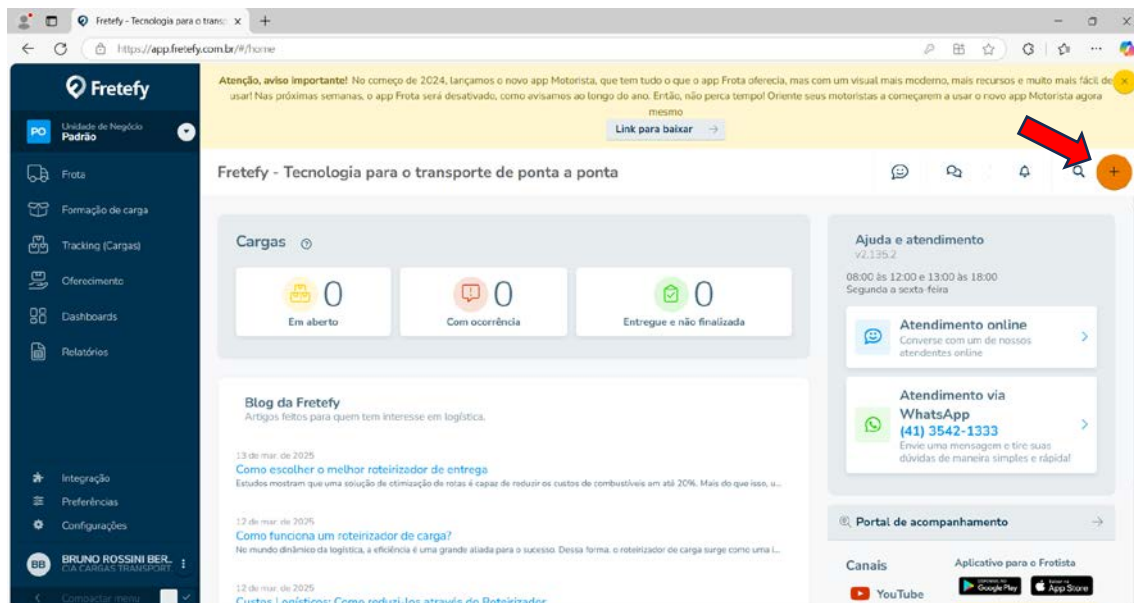 Fretefy - Tecnologia para o trans
https://app.fretefy.com.br/#/home
Fretefy
Atenção, aviso importante! No começo de 2024, lançamos o novo app Motorista, que tem tudo o que o app Frota oferecia, mas com um visual mais moderno, mais recursos e muito mais fácil de
usar! Nas próximas semanas, o app Frota será desativado, como avisamos ao longo do ano. Então, não perca tempo! Oriente seus motoristas a começarem a usar o novo app Motorista agora
mesmo
Link para baixar
PO
Unidade de Negócio
Padrão
Frota
Formação de carga
Tracking (Cargas)
Oferecimento
Dashboards
Relatórios
Integração
Preferências
Configurações
BB
BRUNO ROSSINI BER..
CIA CARGAS TRANSPORT
Compactar menu
Fretefy - Tecnologia para o transporte de ponta a ponta
Cargas
0
Em aberto
0
Com ocorrência
0
Entregue e não finalizada
Blog da Fretefy
Artigos feitos para quem tem interesse em logística.
13 de mar. de 2025
Como escolher o melhor roteirizador de entrega
Estudos mostram que uma solução de otimização de rotas é capaz de reduzir os custos de combustíveis em até 20%. Mais do que isso, u...
12 de mar. de 2025
Como funciona um roteirizador de carga?
No mundo dinâmico da logística, a eficiência é uma grande aliada para o sucesso. Dessa forma, o roteirizador de carga surge como uma i...
12 de mar. de 2025
Custos Logísticos: Como reduzi-los através do Roteirizador
Ajuda e atendimento
v2.135.2
08:00 às 12:00 e 13:00 às 18:00
Segunda a sexta-feira
Atendimento online
Converse com um de nossos
atendentes online
Atendimento via
WhatsApp
(41) 3542-1333
Envie uma mensagem e tire suas
dúvidas de maneira simples e rápida!
Portal de acompanhamento
Canais
YouTube
Aplicativo para o Frotista
Google Play
App Store